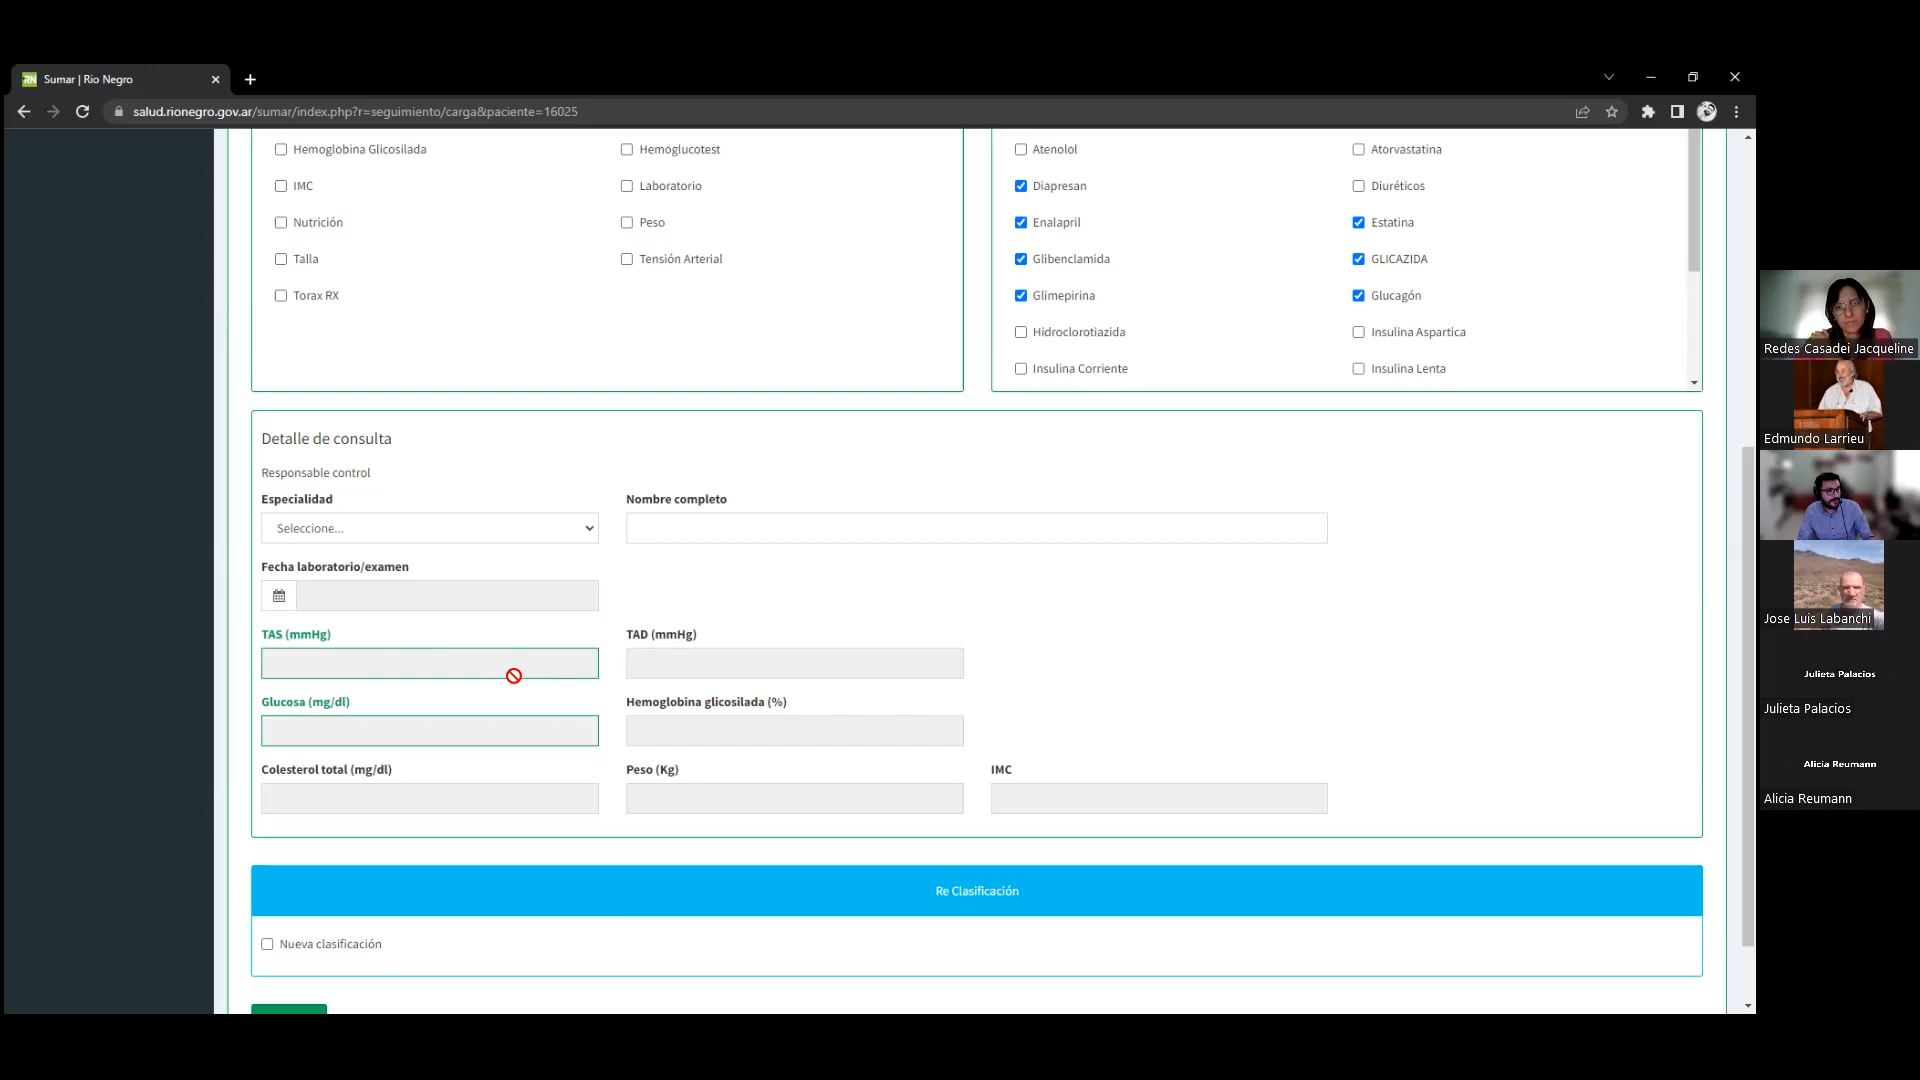 Sumar | Rio Negro
salud.rionegro.gov.ar/sumar/index.php?r=seguimiento/carga&paciente=16025
Hemoglobina Glicosilada
Hemoglucotest
IMC
Laboratorio
Nutrición
Peso
Talla
Tensión Arterial
Torax RX
Atenolol
Atorvastatina
Diapresan
Diuréticos
Enalapril
Estatina
Glibenclamida
GLICAZIDA
Glimepirina
Glucagón
Hidroclorotiazida
Insulina Aspartica
Insulina Corriente
Insulina Lenta
Detalle de consulta
Responsable control
Especialidad
Nombre completo
Seleccione...
Fecha laboratorio/examen
TAS (mmHg)
TAD (mmHg)
Glucosa (mg/dl)
Hemoglobina glicosilada (%)
Colesterol total (mg/dl)
Peso (Kg)
IMC
Re Clasificación
Nueva clasificación
Redes Casadei Jacqueline
Edmundo Larrieu
Jose Luis Labanchi
Julieta Palacios
Julieta Palacios
Alicia Reumann
Alicia Reumann